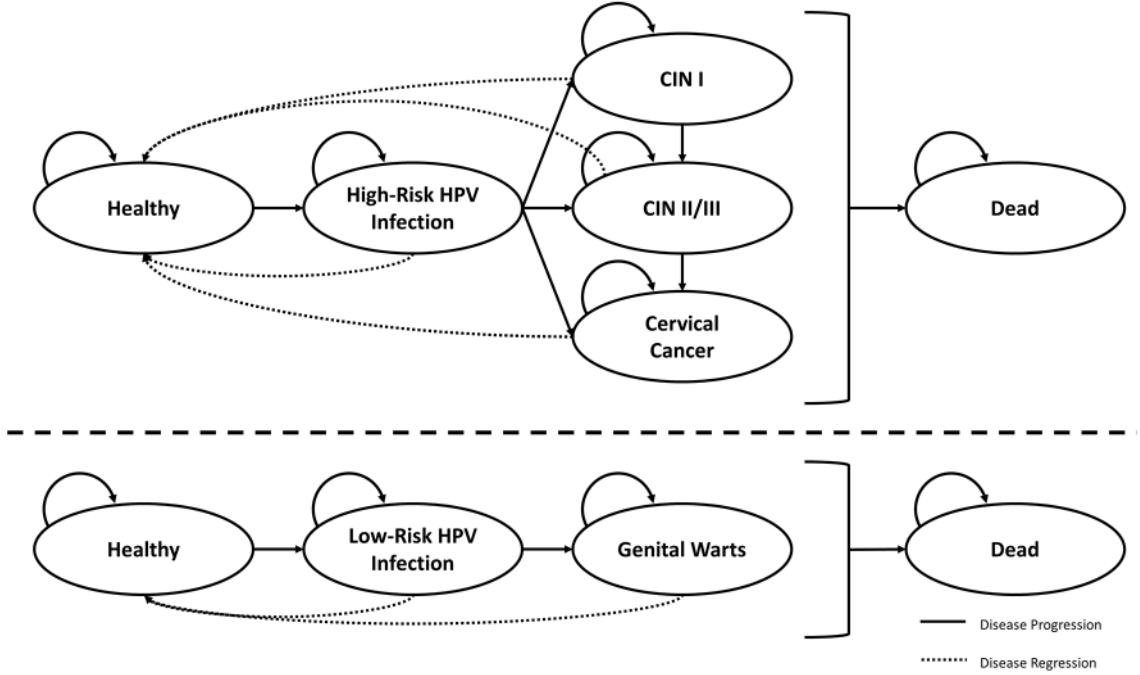 CIN I
Healthy
High-Risk HPV
Infection
CIN II/III
Dead
Cervical
Cancer
Healthy
Low-Risk HPV
Infection
Genital Warts
Dead
Disease Progression
Disease Regression